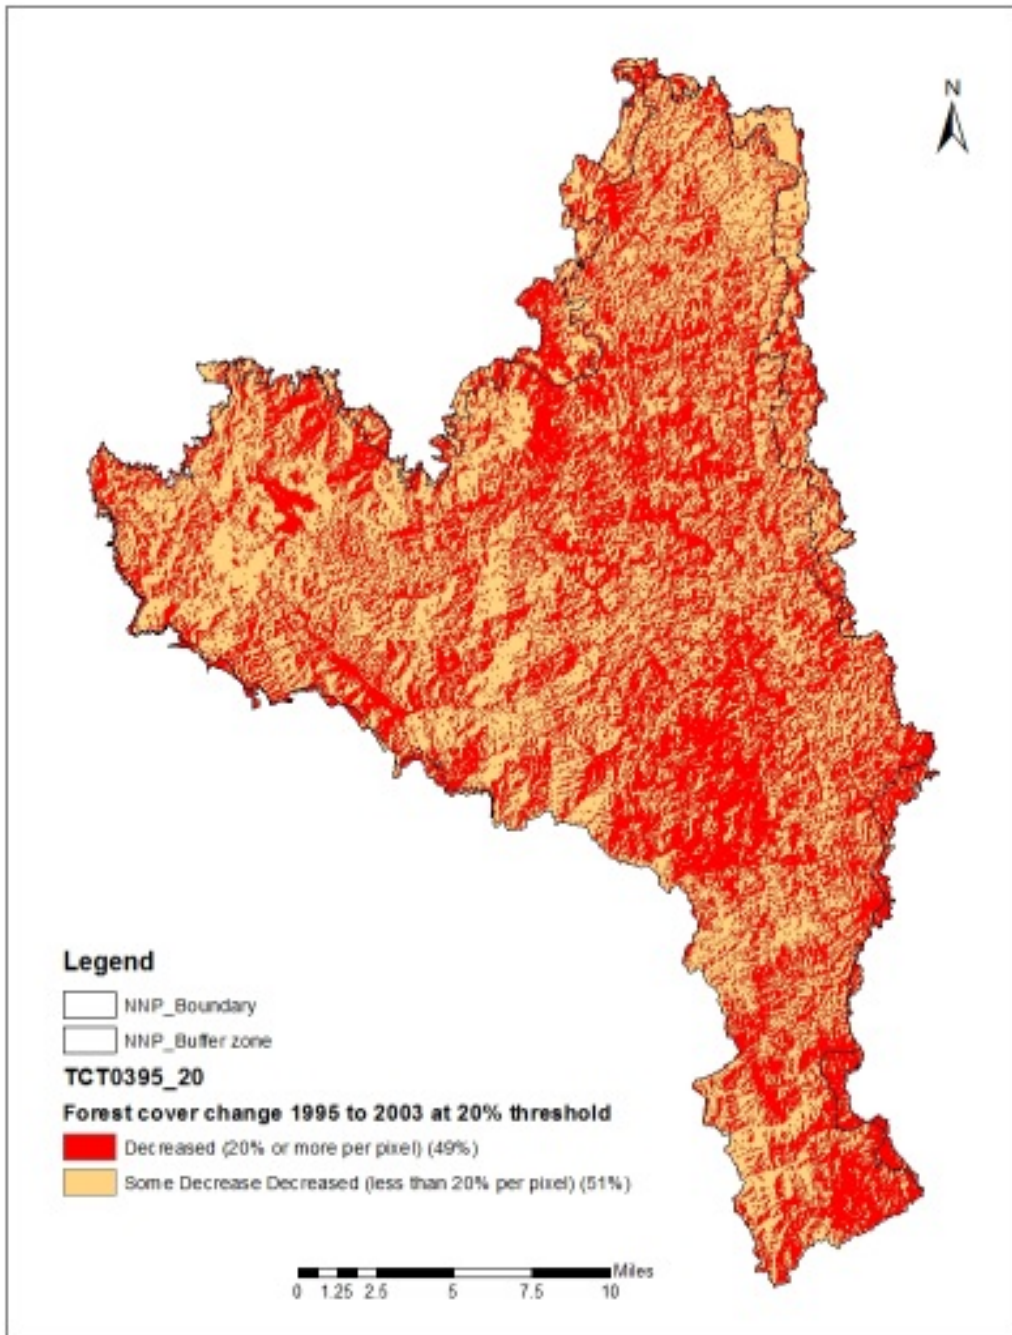 N
Legend
NNP_Boundary
NNP_Buffer zone
TCT0395_20
Forest cover change 1995 to 2003 at 20% threshold
Decreased (20% or more per pixel) (49%)
Some Decrease Decreased (less than 20% per pixel) (51%)
Miles
0 1.25 2.5 5 7.5 10